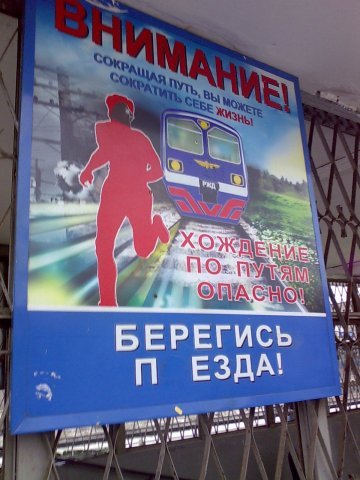 ВНИМАНИЕ!
СОКРАЩАЯ ПУТЬ, ВЫ МОЖЕТЕ
СОКРАТИТЬ СЕБЕ ЖИЗНЬ!
РЖД
ХОЖДЕНИЕ
ПО ПУТЯМ
ОПАСНО!
БЕРЕГИСЬ
П ЕЗДА!